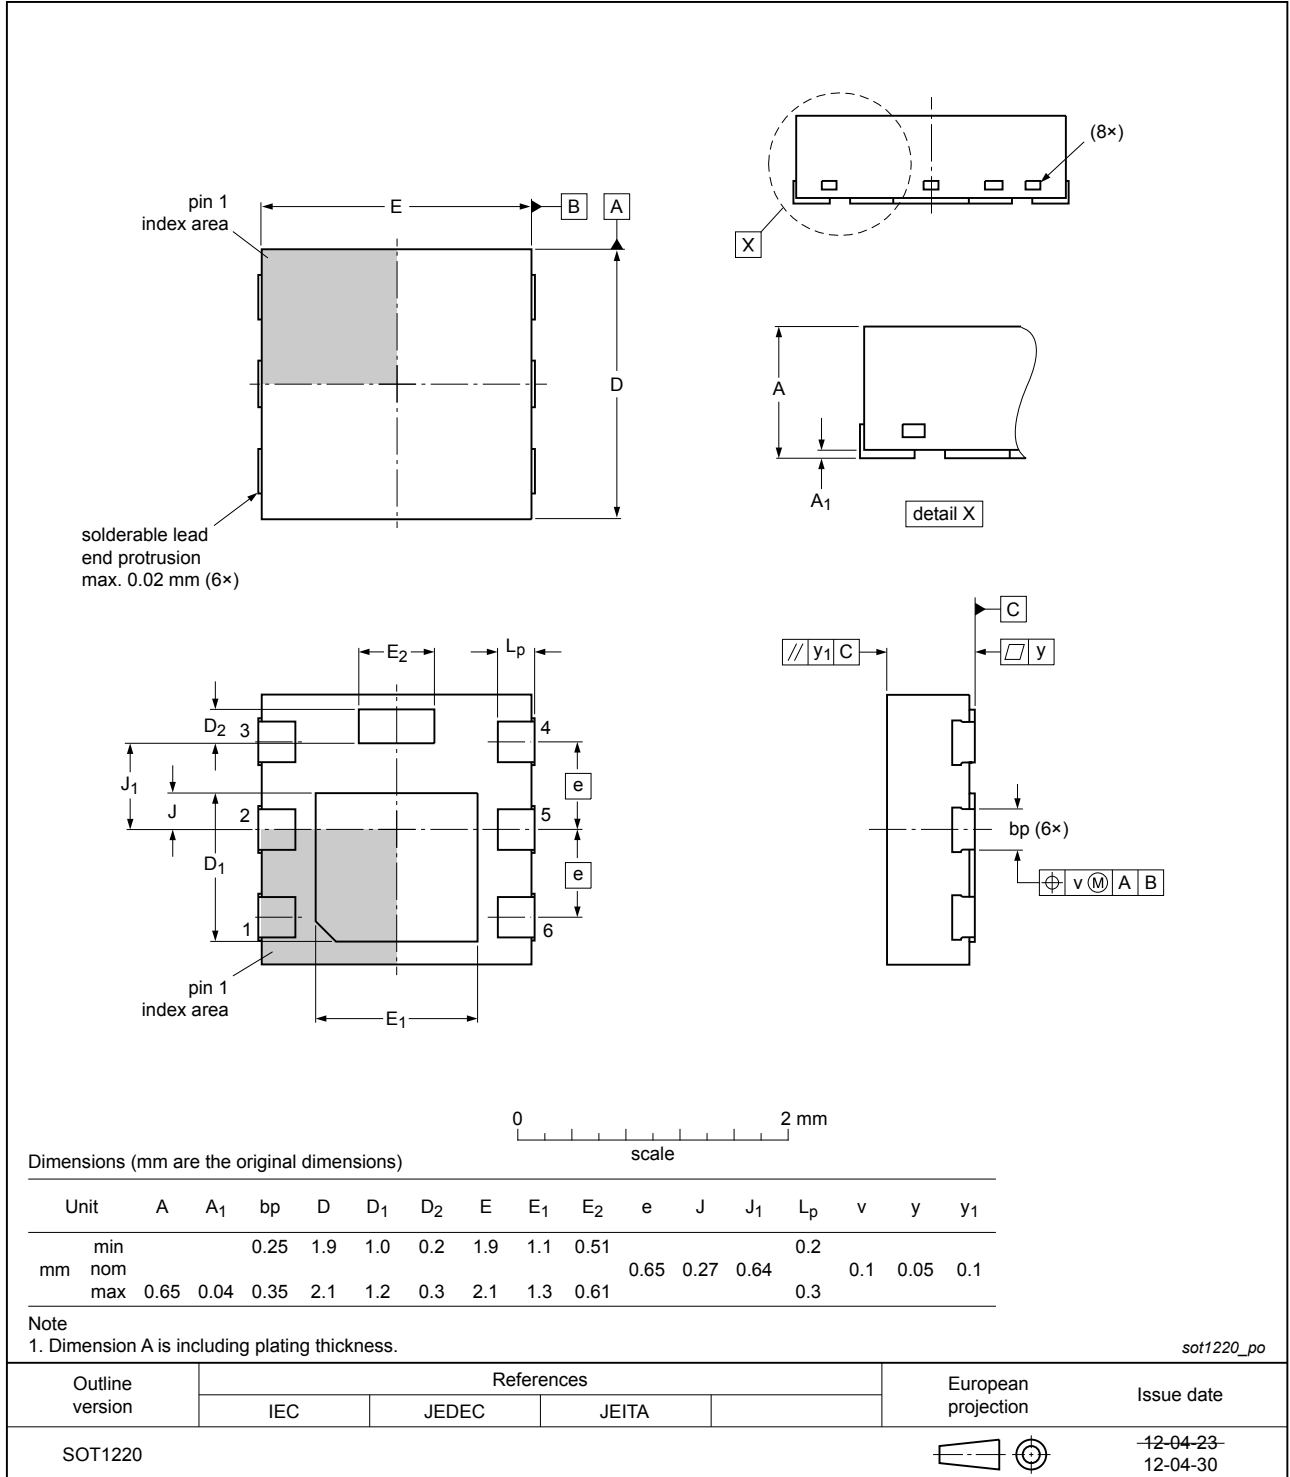 (8×)
X
pin 1
index area
E
B
A
D
A
A1
detail X
solderable lead
end protrusion
max. 0.02 mm (6×)
C
// y1 C
y
E2
Lp
D2
3
4
J1
J
e
2
5
D1
e
1
6
bp (6×)
v M A B
pin 1
index area
E1
0 2 mm
scale
Dimensions (mm are the original dimensions)
Unit A A1 bp D D1 D2 E E1 E2 e J J1 Lp v y y1
min 0.25 1.9 1.0 0.2 1.9 1.1 0.51 0.2
mm nom 0.65 0.27 0.64 0.1 0.05 0.1
max 0.65 0.04 0.35 2.1 1.2 0.3 2.1 1.3 0.61 0.3
Note
1. Dimension A is including plating thickness.
sot1220_po
Outline version References European projection Issue date
IEC JEDEC JEITA
SOT1220
12-04-23
12-04-30